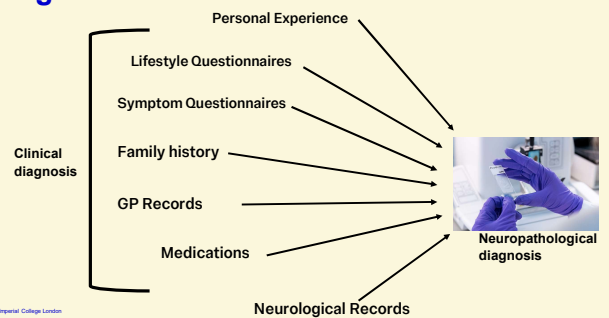 Personal Experience
Lifestyle Questionnaires
Symptom Questionnaires
Clinical
diagnosis
Family history
GP Records
Medications
Neurological Records
Neuropathological
diagnosis
Imperial College London